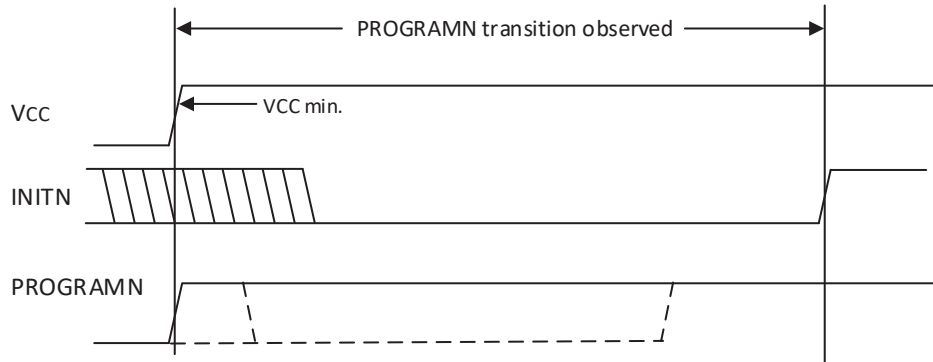 PROGRAMN transition observed
VCC
VCC min.
INITN
PROGRAMN